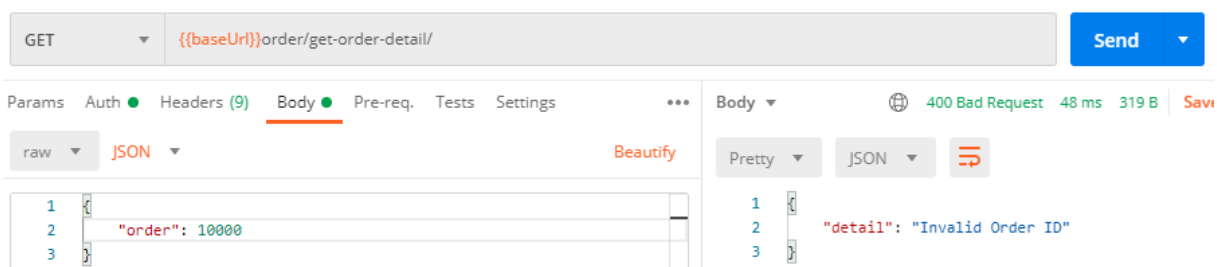 GET {{baseUrl}}order/get-order-detail/ Send
Params Auth Headers (9) Body Pre-req. Tests Settings ••• Body 400 Bad Request 48 ms 319 B Save
raw JSON Beautify Pretty JSON
1 {
2 "order": 10000
3 }
1 {
2 "detail": "Invalid Order ID"
3 }